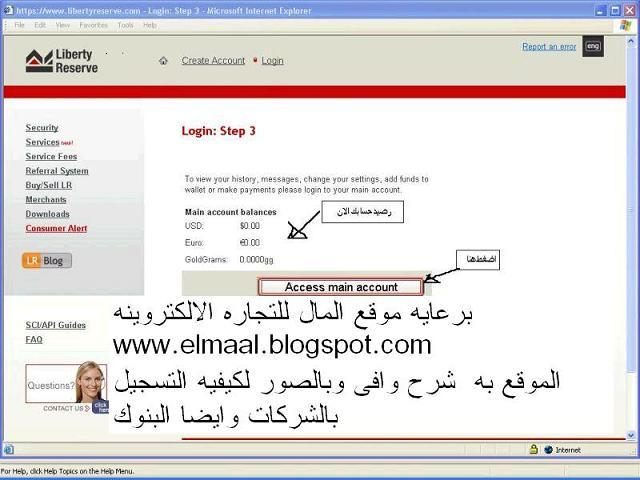 https://www.libertyreserve.com - Login: Step 3 - Microsoft Internet Explorer
File Edit View Favorites Tools Help
Liberty Reserve
Create Account Login
Report an error eng
Security
Services new!
Service Fees
Referral System
Buy/Sell LR
Merchants
Downloads
Consumer Alert
LR Blog
SCI/API Guides
FAQ
Questions?
CONTACT US
click here
Login: Step 3
To view your history, messages, change your settings, add funds to
wallet or make payments please login to your main account.
Main account balances
USD: $0.00
Euro: €0.00
GoldGrams: 0.0000gg
رصيد حسابك الان
اضغط هنا
Access main account
برعايه موقع المال للتجاره الالكتروينه
www.elmaal.blogspot.com
الموقع به شرح وافى وبالصور لكيفيه التسجيل
بالشركات وايضا البنوك
Internet
For Help, click Help Topics on the Help Menu.